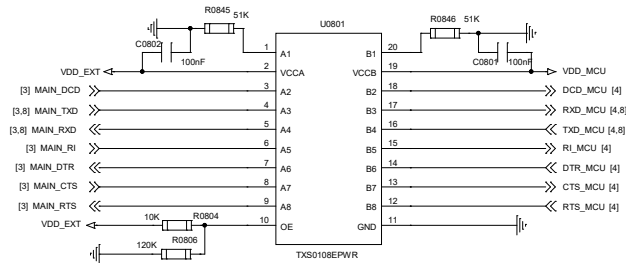 R0845 51K U0801 R0846 51K
C0802 100nF C0801 100nF
1 A1 B1 20
VDD_EXT 2 VCCA VCCB 19 VDD_MCU
[3] MAIN_DCD 3 A2 B2 18 DCD_MCU [4]
[3,8] MAIN_TXD 4 A3 B3 17 RXD_MCU [4,8]
[3,8] MAIN_RXD 5 A4 B4 16 TXD_MCU [4,8]
[3] MAIN_RI 6 A5 B5 15 RI_MCU [4]
[3] MAIN_DTR 7 A6 B6 14 DTR_MCU [4]
[3] MAIN_CTS 8 A7 B7 13 CTS_MCU [4]
[3] MAIN_RTS 9 A8 B8 12 RTS_MCU [4]
VDD_EXT 10K R0804 10 OE GND 11
120K R0806
TXS0108EPWR